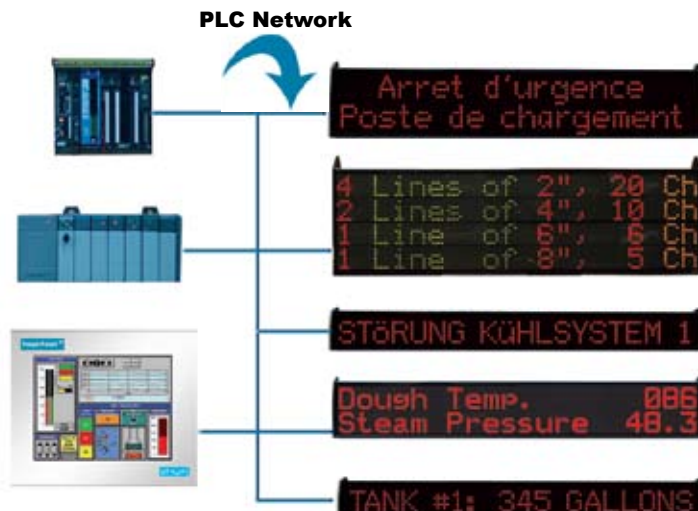 PLC Network
Arret d'urgence
Poste de chargement
4 Lines of 2", 20 Ch
2 Lines of 4", 10 Ch
1 Line of 6", 6 Ch
1 Line of 8", 5 Ch
STöRUNG KüHLSYSTEM 1
Dough Temp. 086
Steam Pressure 48.3
TANK #1: 345 GALLONS